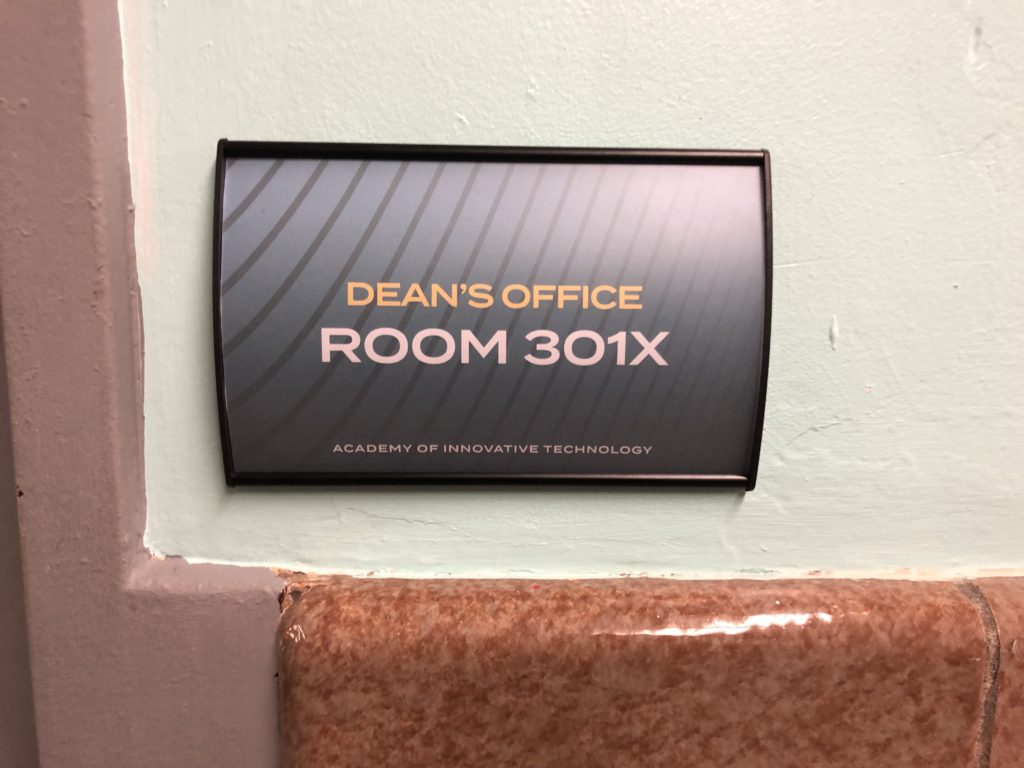 DEAN'S OFFICE
ROOM 301X
ACADEMY OF INNOVATIVE TECHNOLOGY